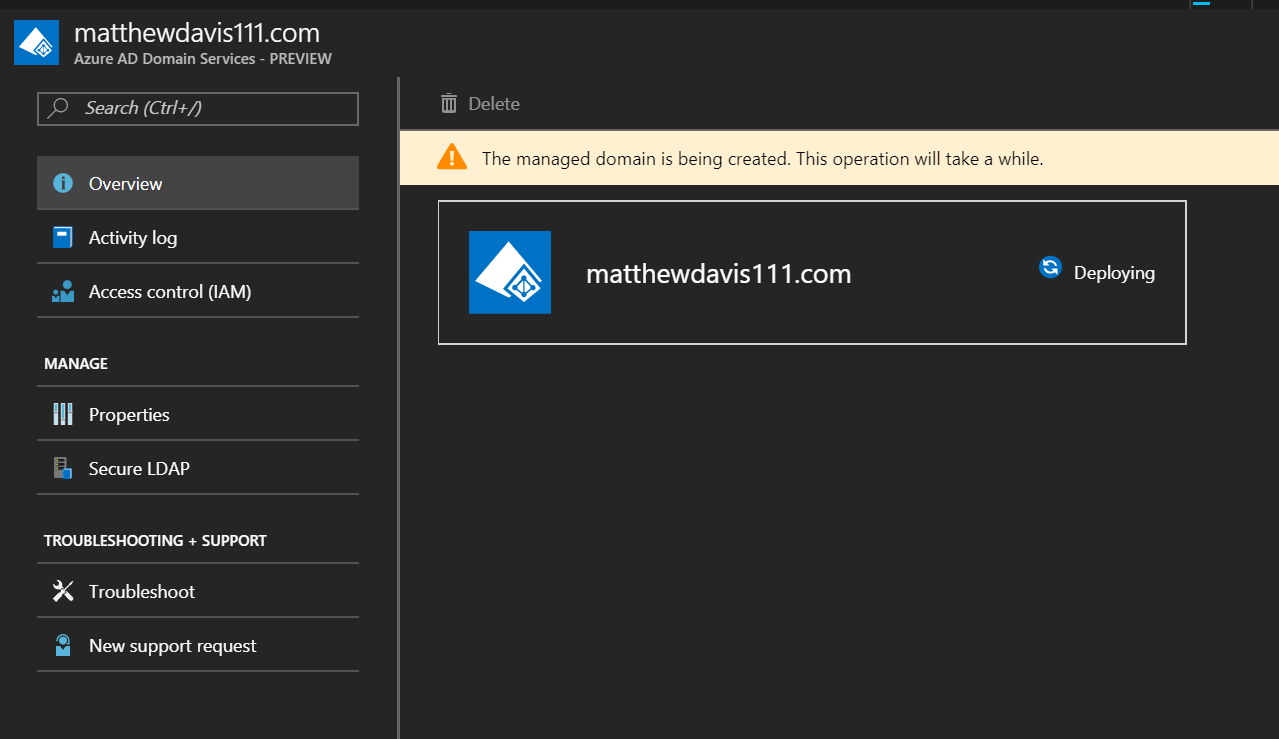 matthewdavis111.com
Azure AD Domain Services - PREVIEW
Search (Ctrl+/)
Overview
Activity log
Access control (IAM)
MANAGE
Properties
Secure LDAP
TROUBLESHOOTING + SUPPORT
Troubleshoot
New support request
Delete
The managed domain is being created. This operation will take a while.
matthewdavis111.com
Deploying